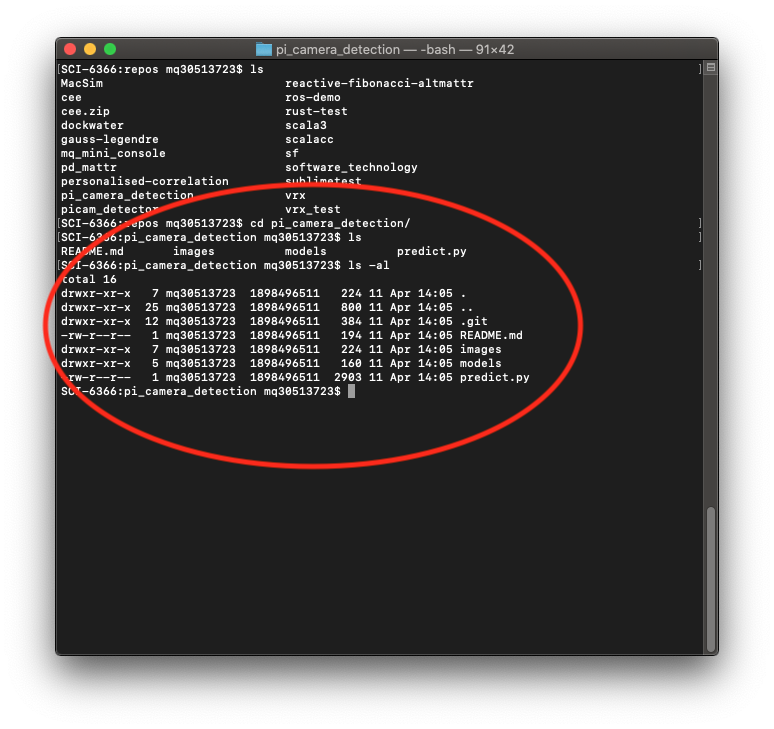 pi_camera_detection — -bash — 91×42
[SCI-6366:repos mq30513723$ ls ]
MacSim reactive-fibonacci-altmattr
cee ros-demo
cee.zip rust-test
dockwater scala3
gauss-legendre scalacc
mq_mini_console sf
pd_mattr software_technology
personalised-correlation sublimetest
pi_camera_detection vrx
picam_detector vrx_test
[SCI-6366:repos mq30513723$ cd pi_camera_detection/ ]
[SCI-6366:pi_camera_detection mq30513723$ ls ]
README.md images models predict.py
[SCI-6366:pi_camera_detection mq30513723$ ls -al ]
total 16
drwxr-xr-x 7 mq30513723 1898496511 224 11 Apr 14:05 .
drwxr-xr-x 25 mq30513723 1898496511 800 11 Apr 14:05 ..
drwxr-xr-x 12 mq30513723 1898496511 384 11 Apr 14:05 .git
-rw-r--r-- 1 mq30513723 1898496511 194 11 Apr 14:05 README.md
drwxr-xr-x 7 mq30513723 1898496511 224 11 Apr 14:05 images
drwxr-xr-x 5 mq30513723 1898496511 160 11 Apr 14:05 models
-rw-r--r-- 1 mq30513723 1898496511 2903 11 Apr 14:05 predict.py
SCI-6366:pi_camera_detection mq30513723$